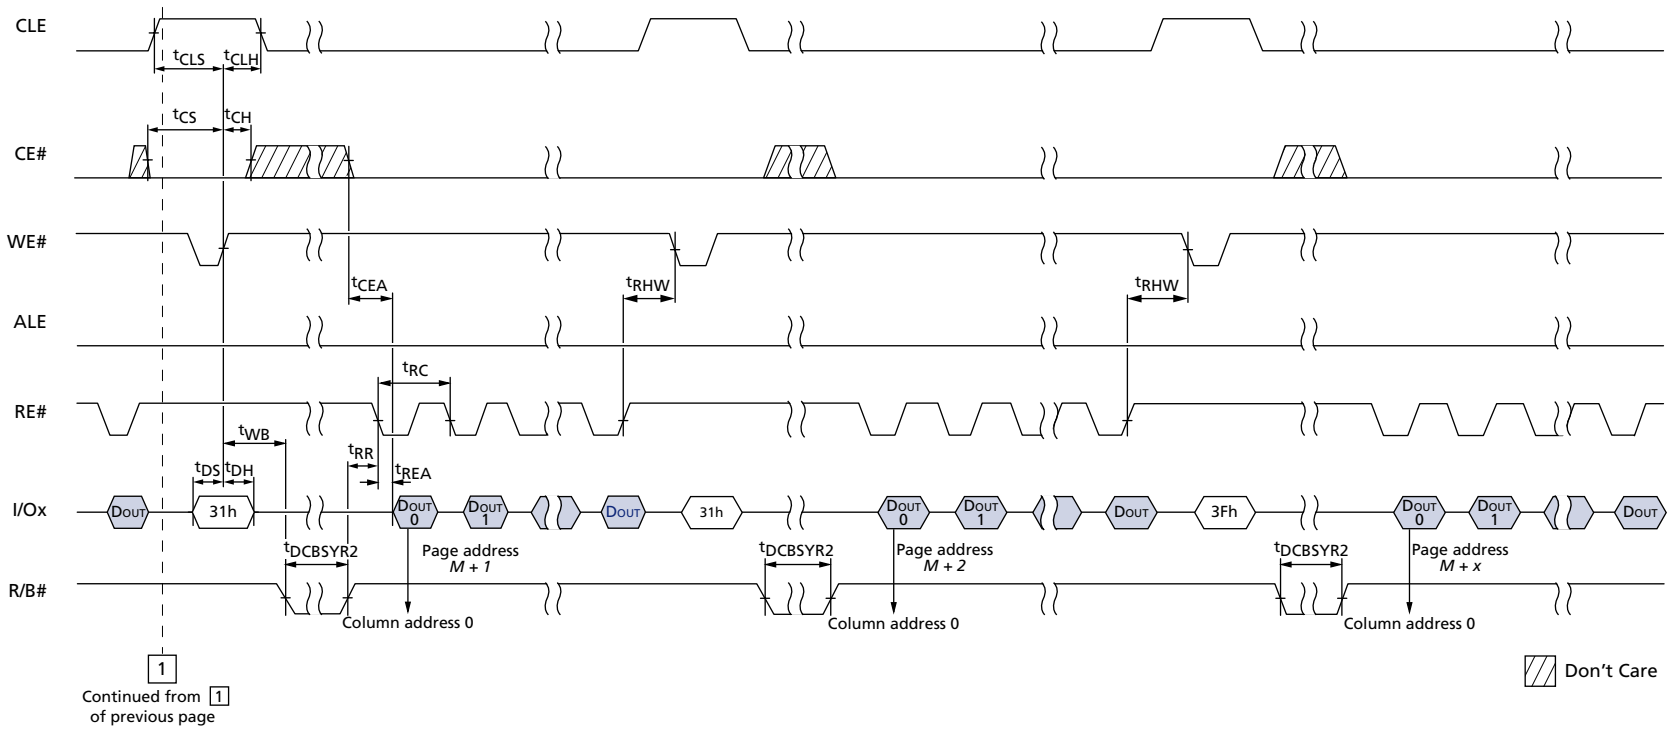 CLE
tCLS tCLH
tCS tCH
CE#
WE#
tCEA tRHW tRHW
ALE
tRC
RE#
tWB
tRR
tDS tDH tREA
I/Ox DOUT 31h DOUT 0 DOUT 1 DOUT 31h DOUT 0 DOUT 1 DOUT 3Fh DOUT 0 DOUT 1 DOUT
tDCBSYR2 Page address M + 1 tDCBSYR2 Page address M + 2 tDCBSYR2 Page address M + x
R/B#
Column address 0 Column address 0 Column address 0
1
Continued from 1
of previous page
Don't Care